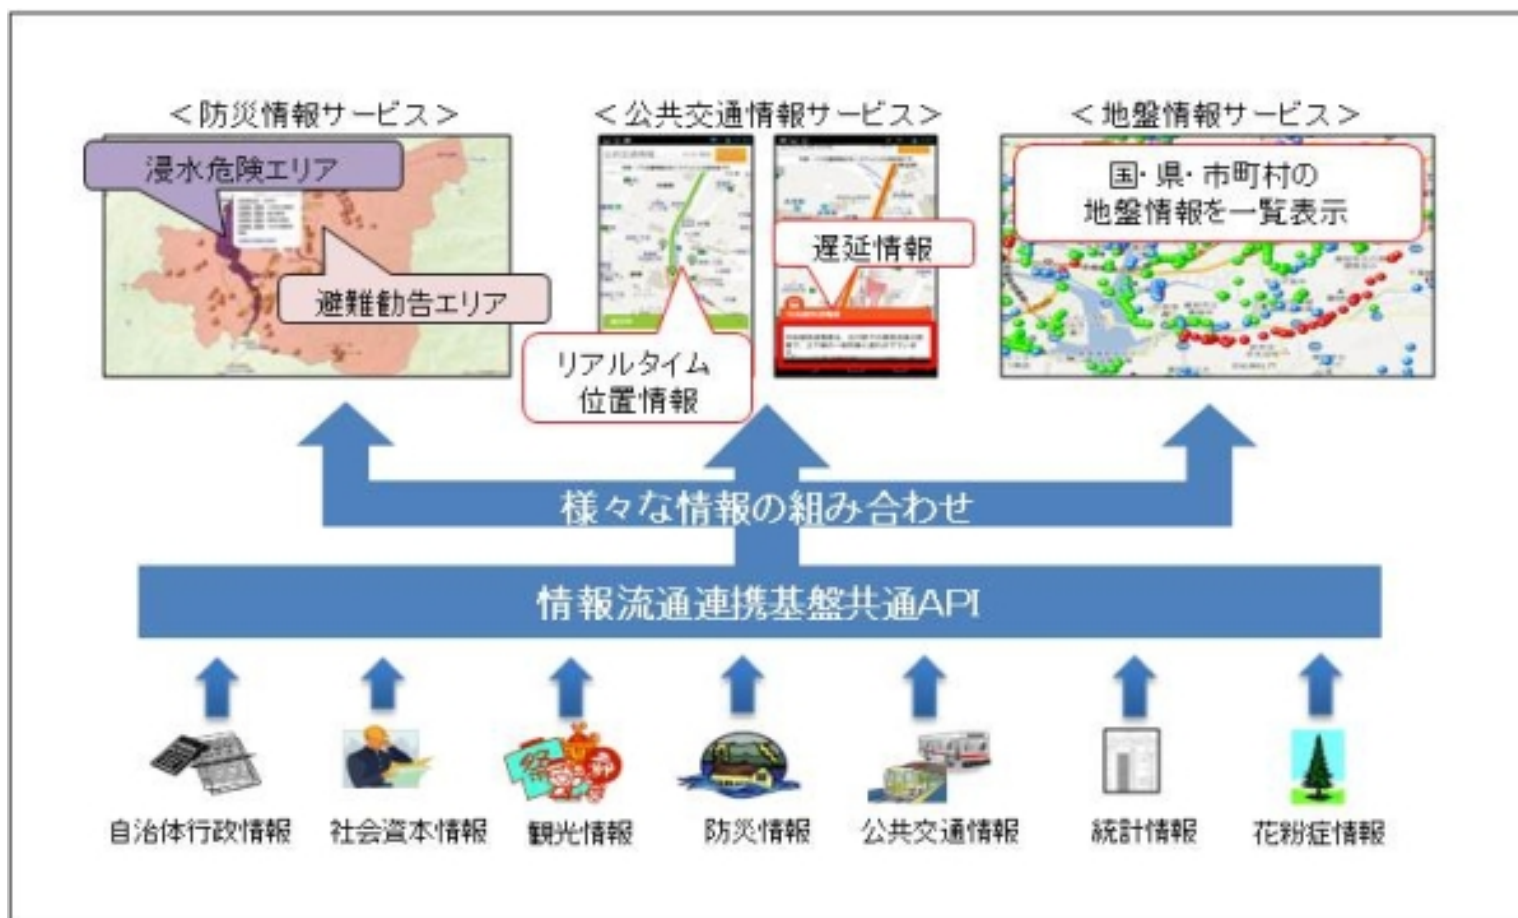 ＜防災情報サービス＞
＜公共交通情報サービス＞
＜地盤情報サービス＞
浸水危険エリア
避難勧告エリア
リアルタイム
位置情報
遅延情報
国・県・市町村の
地盤情報を一覧表示
様々な情報の組み合わせ
情報流通連携基盤共通API
自治体行政情報
社会資本情報
観光情報
防災情報
公共交通情報
統計情報
花粉症情報